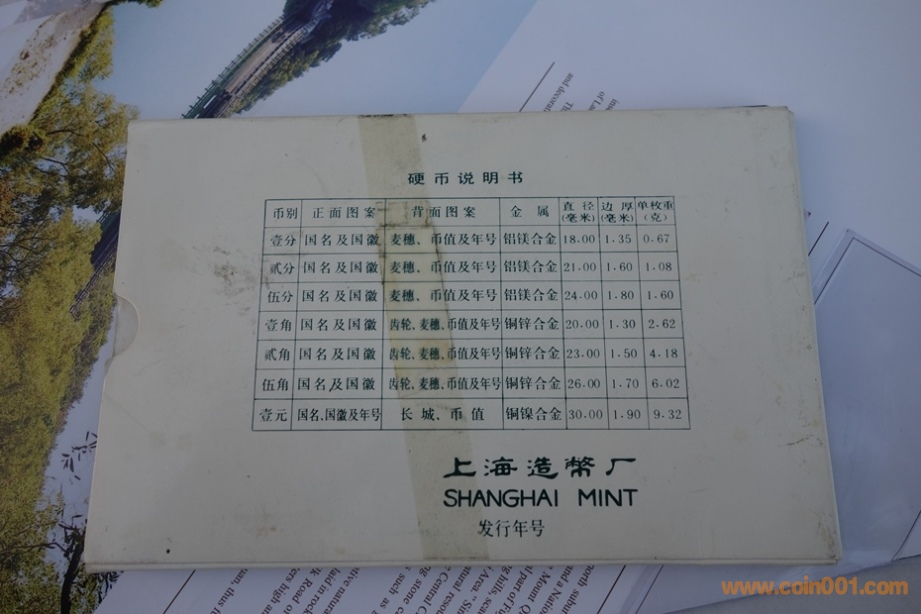 硬币说明书
币别 正面图案 背面图案 金属 直径(毫米) 边厚(毫米) 单枚重(克)
壹分 国名及国徽 麦穗、币值及年号 铝镁合金 18.00 1.35 0.67
贰分 国名及国徽 麦穗、币值及年号 铝镁合金 21.00 1.60 1.08
伍分 国名及国徽 麦穗、币值及年号 铝镁合金 24.00 1.80 1.60
壹角 国名及国徽 齿轮、麦穗、币值及年号 铜锌合金 20.00 1.30 2.62
贰角 国名及国徽 齿轮、麦穗、币值及年号 铜锌合金 23.00 1.50 4.18
伍角 国名及国徽 齿轮、麦穗、币值及年号 铜锌合金 26.00 1.70 6.02
壹元 国名、国徽及年号 长城、币值 铜镍合金 30.00 1.90 9.32
上海造幣厂
SHANGHAI MINT
发行年号
www.coin001.com